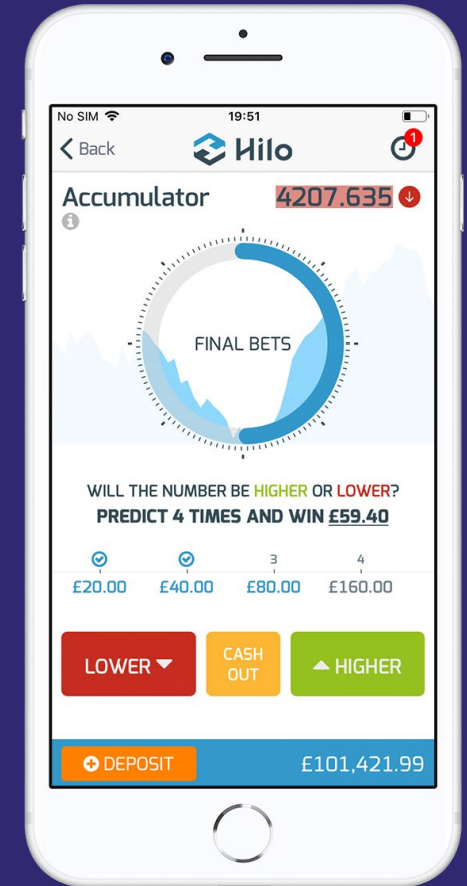 No SIM 19:51
Back Hilo 1
Accumulator 4207.635
FINAL BETS
WILL THE NUMBER BE HIGHER OR LOWER?
PREDICT 4 TIMES AND WIN £59.40
3 4
£20.00 £40.00 £80.00 £160.00
LOWER CASH OUT HIGHER
DEPOSIT £101,421.99